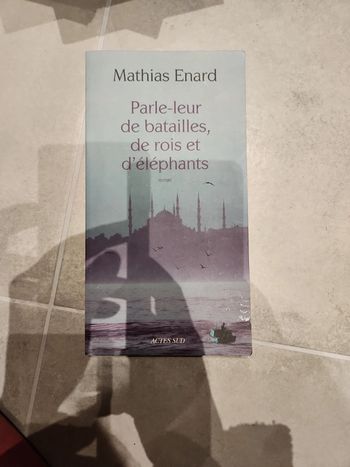 Mathias Enard
Parle-leur
de batailles,
de rois et
d'éléphants
roman
ACTES SUD